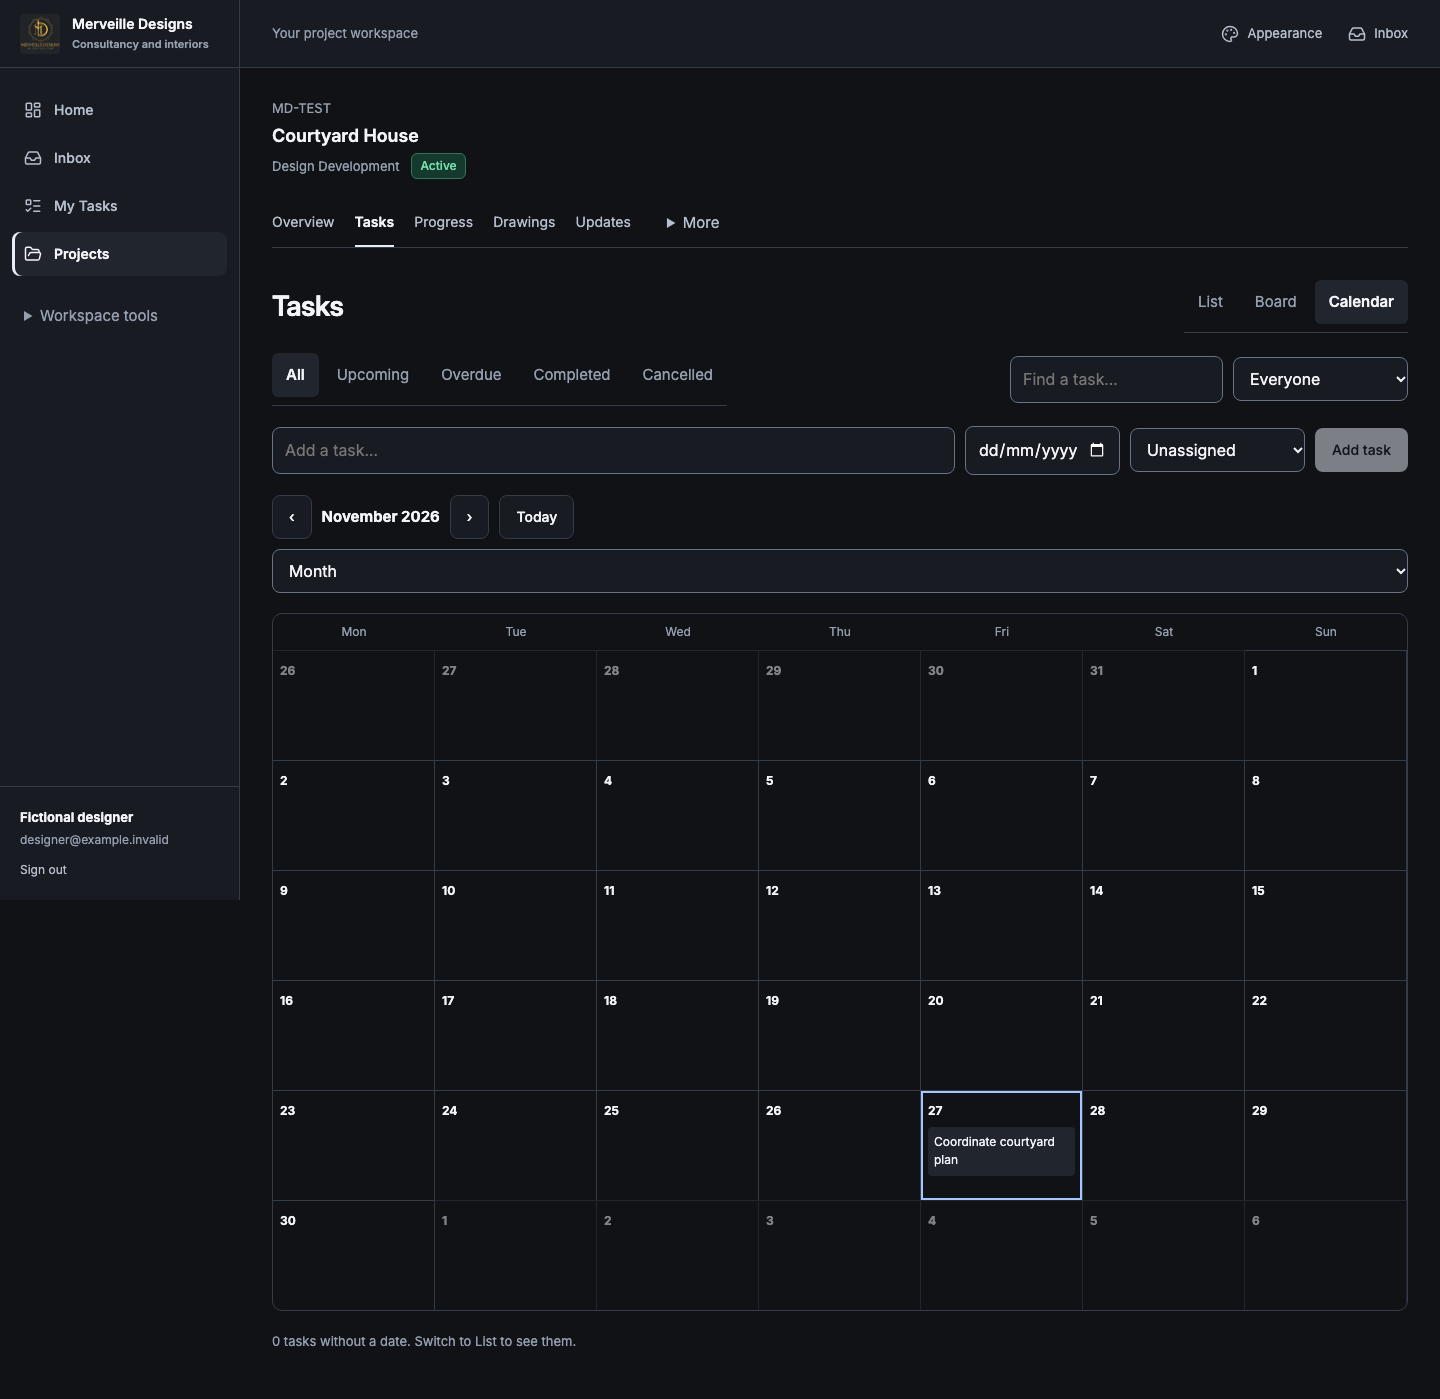 Merveille Designs
Consultancy and interiors
Your project workspace
Appearance
Inbox
Home
Inbox
My Tasks
Projects
Workspace tools
Fictional designer
designer@example.invalid
Sign out
MD-TEST
Courtyard House
Design Development Active
Overview Tasks Progress Drawings Updates More
Tasks
List Board Calendar
All Upcoming Overdue Completed Cancelled
Find a task... Everyone
Add a task... dd/mm/yyyy Unassigned Add task
‹ November 2026 › Today
Month
Mon Tue Wed Thu Fri Sat Sun
26 27 28 29 30 31 1
2 3 4 5 6 7 8
9 10 11 12 13 14 15
16 17 18 19 20 21 22
23 24 25 26 27 28 29
Coordinate courtyard
plan
30 1 2 3 4 5 6
0 tasks without a date. Switch to List to see them.